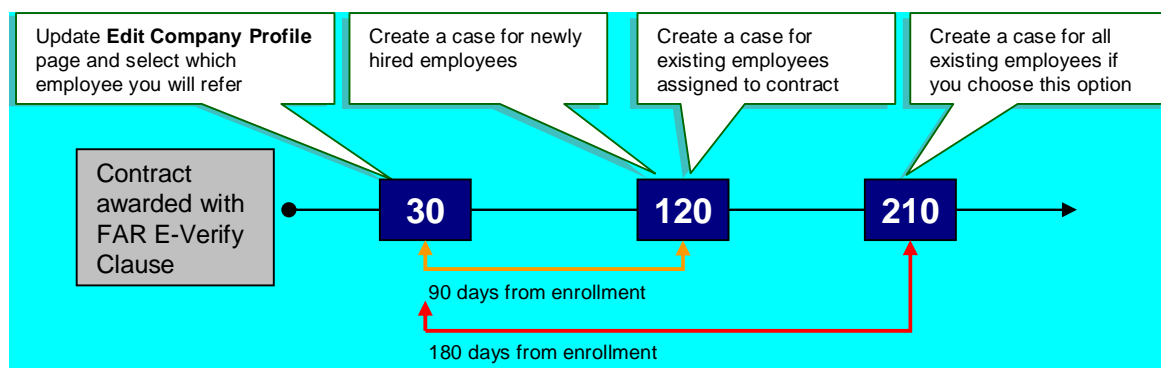 Update Edit Company Profile
page and select which
employee you will refer
Create a case for newly
hired employees
Create a case for
existing employees
assigned to contract
Create a case for all
existing employees if
you choose this option
Contract
awarded with
FAR E-Verify
Clause
30
120
210
90 days from enrollment
180 days from enrollment